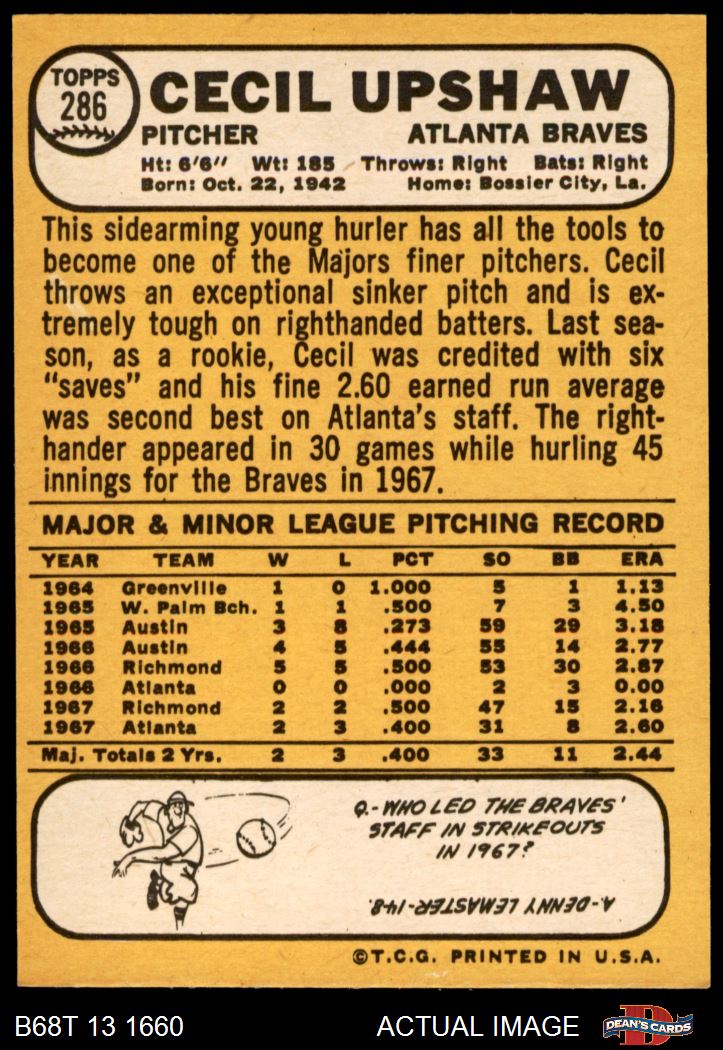 TOPPS
286
CECIL UPSHAW
PITCHER ATLANTA BRAVES
Ht: 6'6" Wt: 185 Throws: Right Bats: Right
Born: Oct. 22, 1942 Home: Bossier City, La.
This sidearming young hurler has all the tools to
become one of the Majors finer pitchers. Cecil
throws an exceptional sinker pitch and is ex-
tremely tough on righthanded batters. Last sea-
son, as a rookie, Cecil was credited with six
"saves" and his fine 2.60 earned run average
was second best on Atlanta's staff. The right-
hander appeared in 30 games while hurling 45
innings for the Braves in 1967.
MAJOR & MINOR LEAGUE PITCHING RECORD
YEAR TEAM W L PCT SO BB ERA
1964 Greenville 1 0 1.000 5 1 1.13
1965 W. Palm Bch. 1 1 .500 7 3 4.50
1965 Austin 3 8 .273 59 29 3.18
1966 Austin 4 5 .444 55 14 2.77
1966 Richmond 5 5 .500 53 30 2.87
1966 Atlanta 0 0 .000 2 3 0.00
1967 Richmond 2 2 .500 47 15 2.16
1967 Atlanta 2 3 .400 31 8 2.60
Maj. Totals 2 Yrs. 2 3 .400 33 11 2.44
Q.- WHO LED THE BRAVES'
STAFF IN STRIKEOUTS
IN 1967?
A- DENNY LEMASTER-148.
©T.C.G. PRINTED IN U.S.A.
B68T 13 1660 ACTUAL IMAGE
D
DEAN'S CARDS